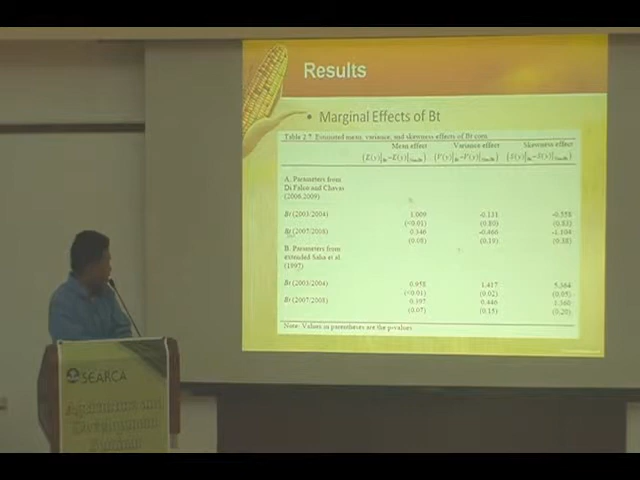 Results
• Marginal Effects of Bt
Table 2.7. Estimated mean, variance, and skewness effects of Bt corn
Mean effect Variance effect Skewness effect
A. Parameters from
Di Falco and Chavas
(2006,2009)
Bt (2003/2004) 1.009 -0.131 -0.558
(<0.01) (0.80) (0.83)
Bt (2007/2008) 0.346 -0.466 -1.104
(0.08) (0.19) (0.38)
B. Parameters from
extended Saha et al.
(1997)
Bt (2003/2004) 0.958 1.417 5.364
(<0.01) (0.02) (0.05)
Bt (2007/2008) 0.397 0.446 1.360
(0.07) (0.15) (0.20)
Note: Values in parentheses are the p-values
SEARCA
Agriculture and
Development
Seminar